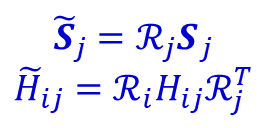 S̃ⱼ = ℛⱼSⱼ
H̃ᵢⱼ = ℛᵢHᵢⱼℛⱼᵀ